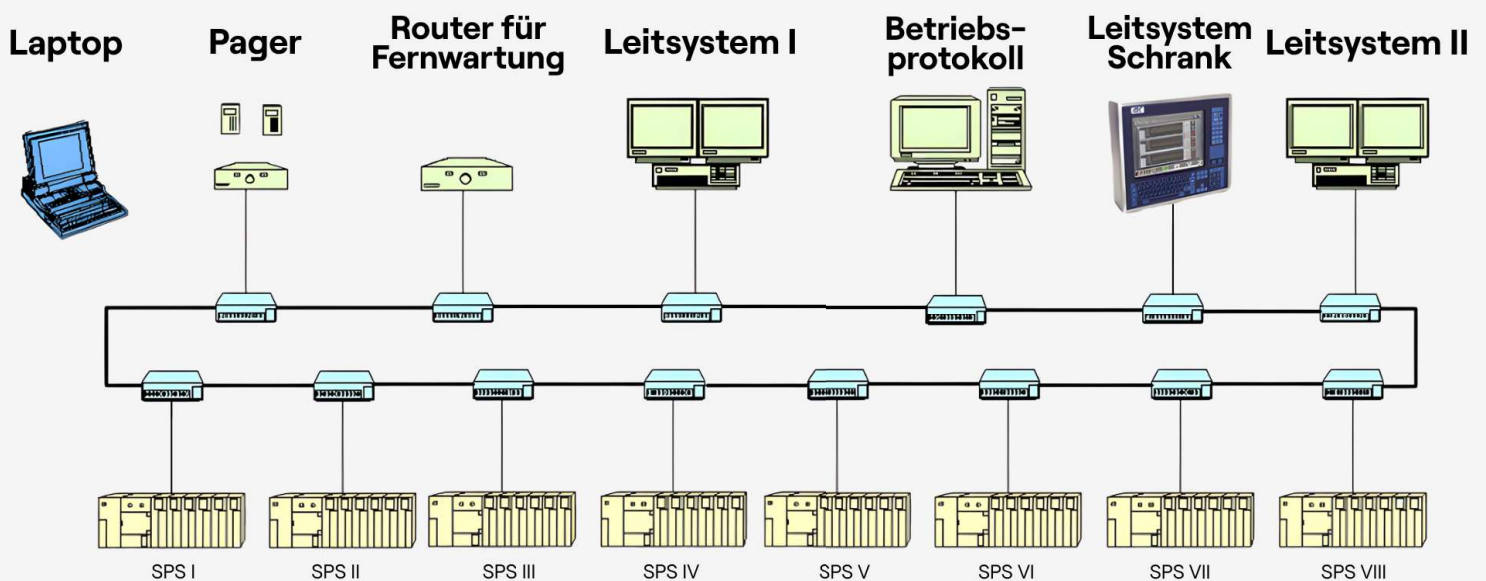 Laptop
Pager
Router für
Fernwartung
Leitsystem I
Betriebs-
protokoll
Leitsystem
Schrank
Leitsystem II
SPS I
SPS II
SPS III
SPS IV
SPS V
SPS VI
SPS VII
SPS VIII